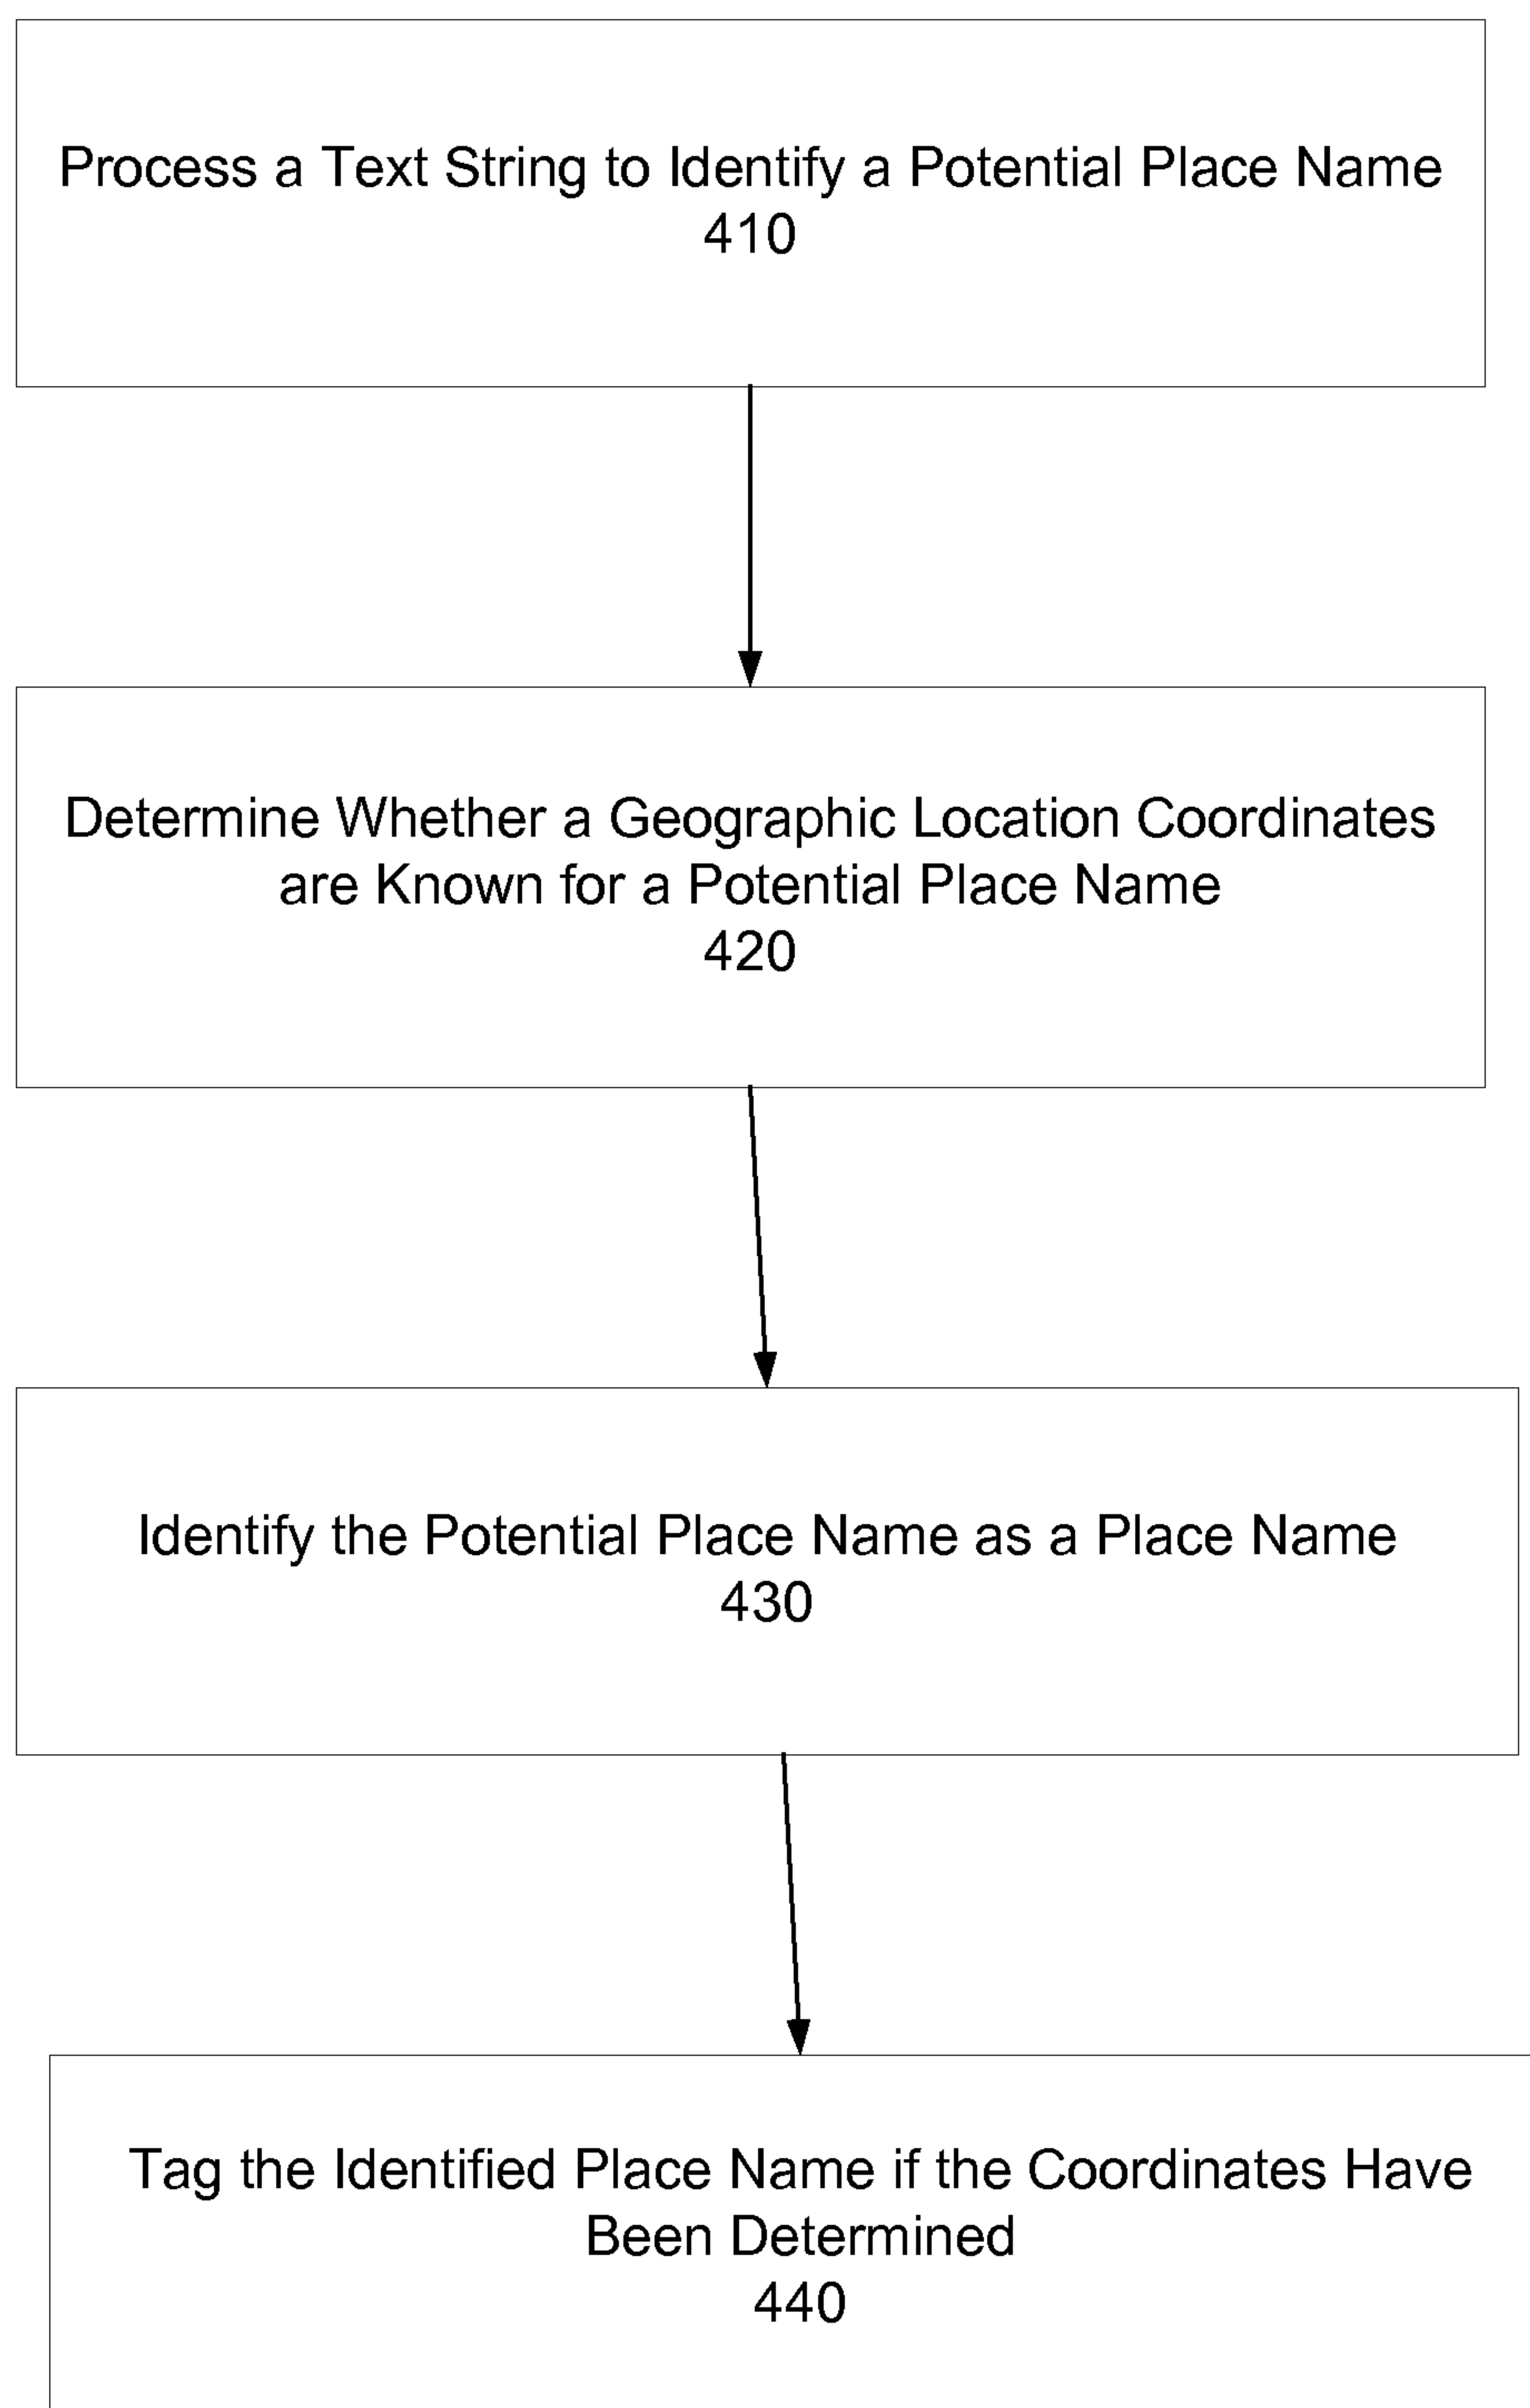 Process a Text String to Identify a Potential Place Name
410
Determine Whether a Geographic Location Coordinates
are Known for a Potential Place Name
420
Identify the Potential Place Name as a Place Name
430
Tag the Identified Place Name if the Coordinates Have
Been Determined
440